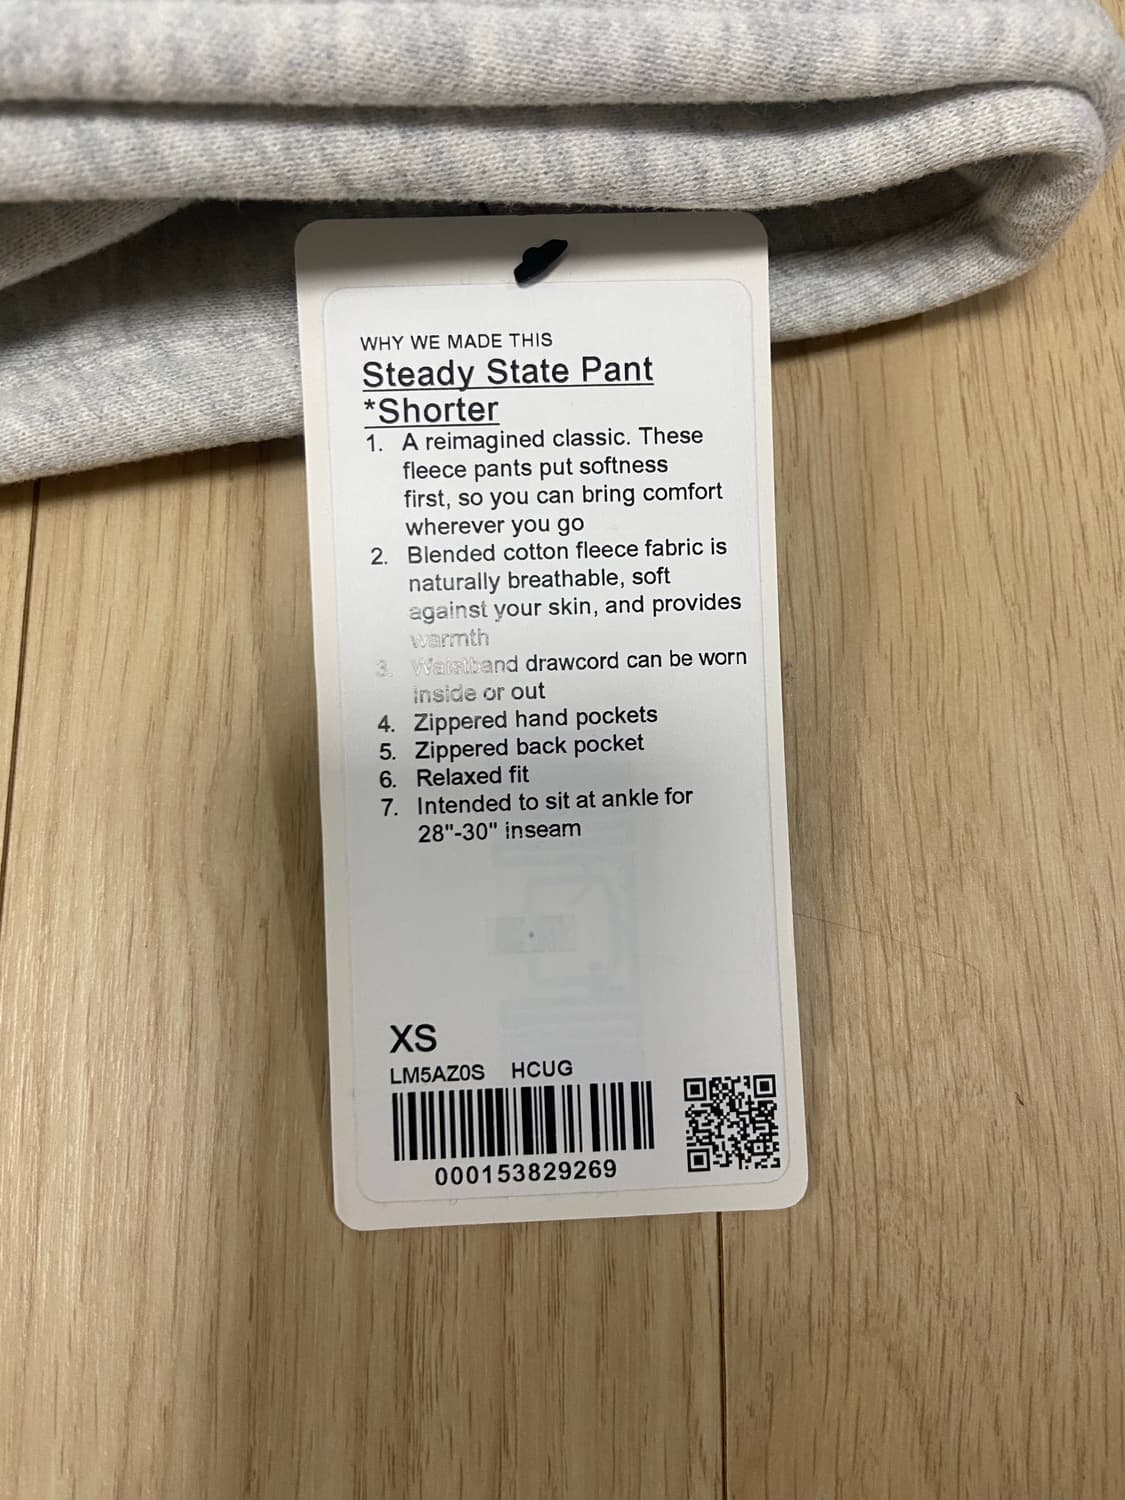 WHY WE MADE THIS
Steady State Pant
*Shorter
1. A reimagined classic. These
fleece pants put softness
first, so you can bring comfort
wherever you go
2. Blended cotton fleece fabric is
naturally breathable, soft
against your skin, and provides
warmth
3. Waistband drawcord can be worn
inside or out
4. Zippered hand pockets
5. Zippered back pocket
6. Relaxed fit
7. Intended to sit at ankle for
28"-30" inseam
XS
LM5AZ0S HCUG
000153829269